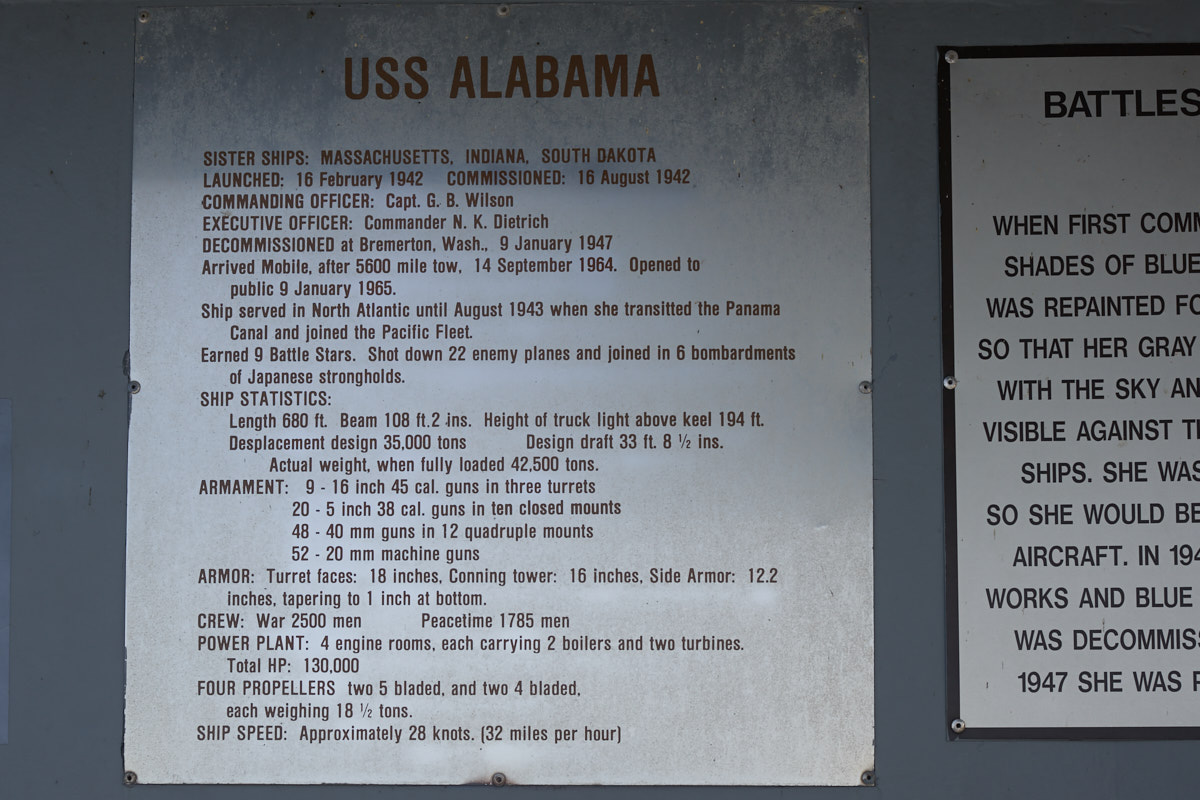 USS ALABAMA
SISTER SHIPS: MASSACHUSETTS, INDIANA, SOUTH DAKOTA
LAUNCHED: 16 February 1942 COMMISSIONED: 16 August 1942
COMMANDING OFFICER: Capt. G. B. Wilson
EXECUTIVE OFFICER: Commander N. K. Dietrich
DECOMMISSIONED at Bremerton, Wash., 9 January 1947
Arrived Mobile, after 5600 mile tow, 14 September 1964. Opened to
public 9 January 1965.
Ship served in North Atlantic until August 1943 when she transitted the Panama
Canal and joined the Pacific Fleet.
Earned 9 Battle Stars. Shot down 22 enemy planes and joined in 6 bombardments
of Japanese strongholds.
SHIP STATISTICS:
Length 680 ft. Beam 108 ft.2 ins. Height of truck light above keel 194 ft.
Desplacement design 35,000 tons Design draft 33 ft. 8 ½ ins.
Actual weight, when fully loaded 42,500 tons.
ARMAMENT: 9 - 16 inch 45 cal. guns in three turrets
20 - 5 inch 38 cal. guns in ten closed mounts
48 - 40 mm guns in 12 quadruple mounts
52 - 20 mm machine guns
ARMOR: Turret faces: 18 inches, Conning tower: 16 inches, Side Armor: 12.2
inches, tapering to 1 inch at bottom.
CREW: War 2500 men Peacetime 1785 men
POWER PLANT: 4 engine rooms, each carrying 2 boilers and two turbines.
Total HP: 130,000
FOUR PROPELLERS two 5 bladed, and two 4 bladed,
each weighing 18 ½ tons.
SHIP SPEED: Approximately 28 knots. (32 miles per hour)
BATTLES
WHEN FIRST COMM
SHADES OF BLUE
WAS REPAINTED FO
SO THAT HER GRAY
WITH THE SKY AN
VISIBLE AGAINST T
SHIPS. SHE WAS
SO SHE WOULD BE
AIRCRAFT. IN 194
WORKS AND BLUE
WAS DECOMMISS
1947 SHE WAS